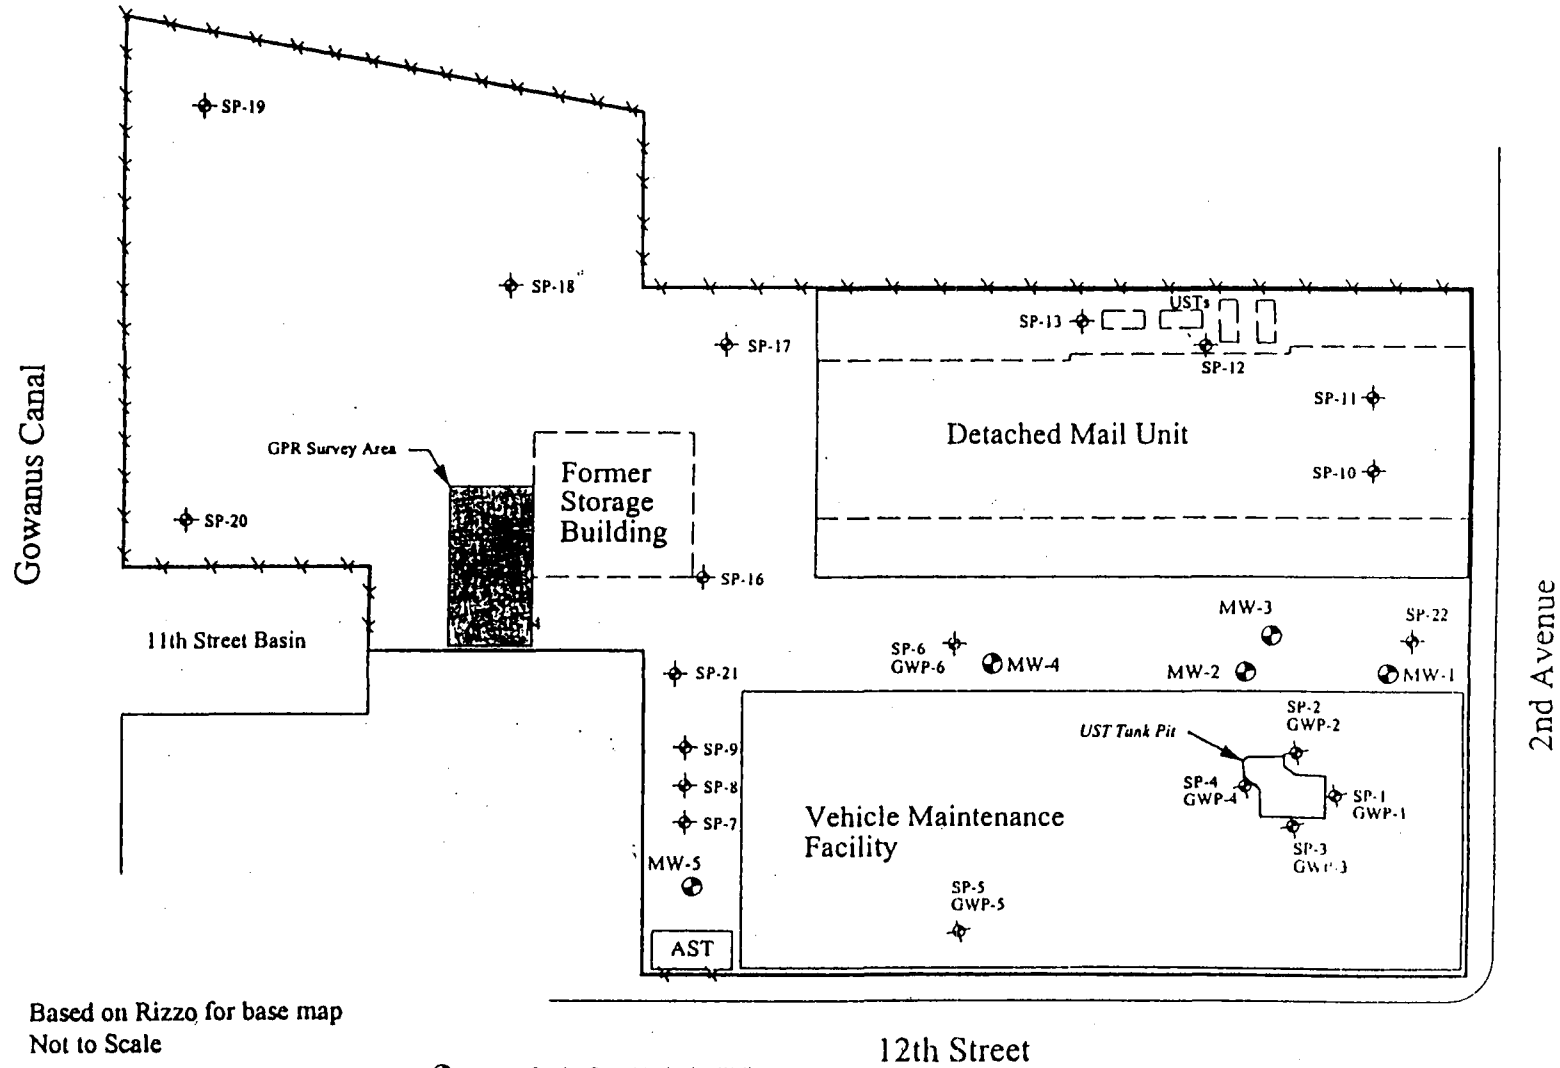 SP-19
SP-18
USTs
SP-13
SP-17
SP-12
Gowanus Canal
SP-11
Detached Mail Unit
GPR Survey Area
Former
Storage
Building
SP-10
SP-20
SP-16
2nd Avenue
11th Street Basin
MW-3
SP-22
SP-6
GWP-6
MW-4
MW-2
MW-1
SP-21
SP-2
GWP-2
UST Tank Pit
SP-9
SP-8
SP-4
GWP-4
SP-1
GWP-1
SP-7
Vehicle Maintenance
Facility
SP-3
GWP-3
MW-5
SP-5
GWP-5
AST
Based on Rizzo for base map
Not to Scale
12th Street